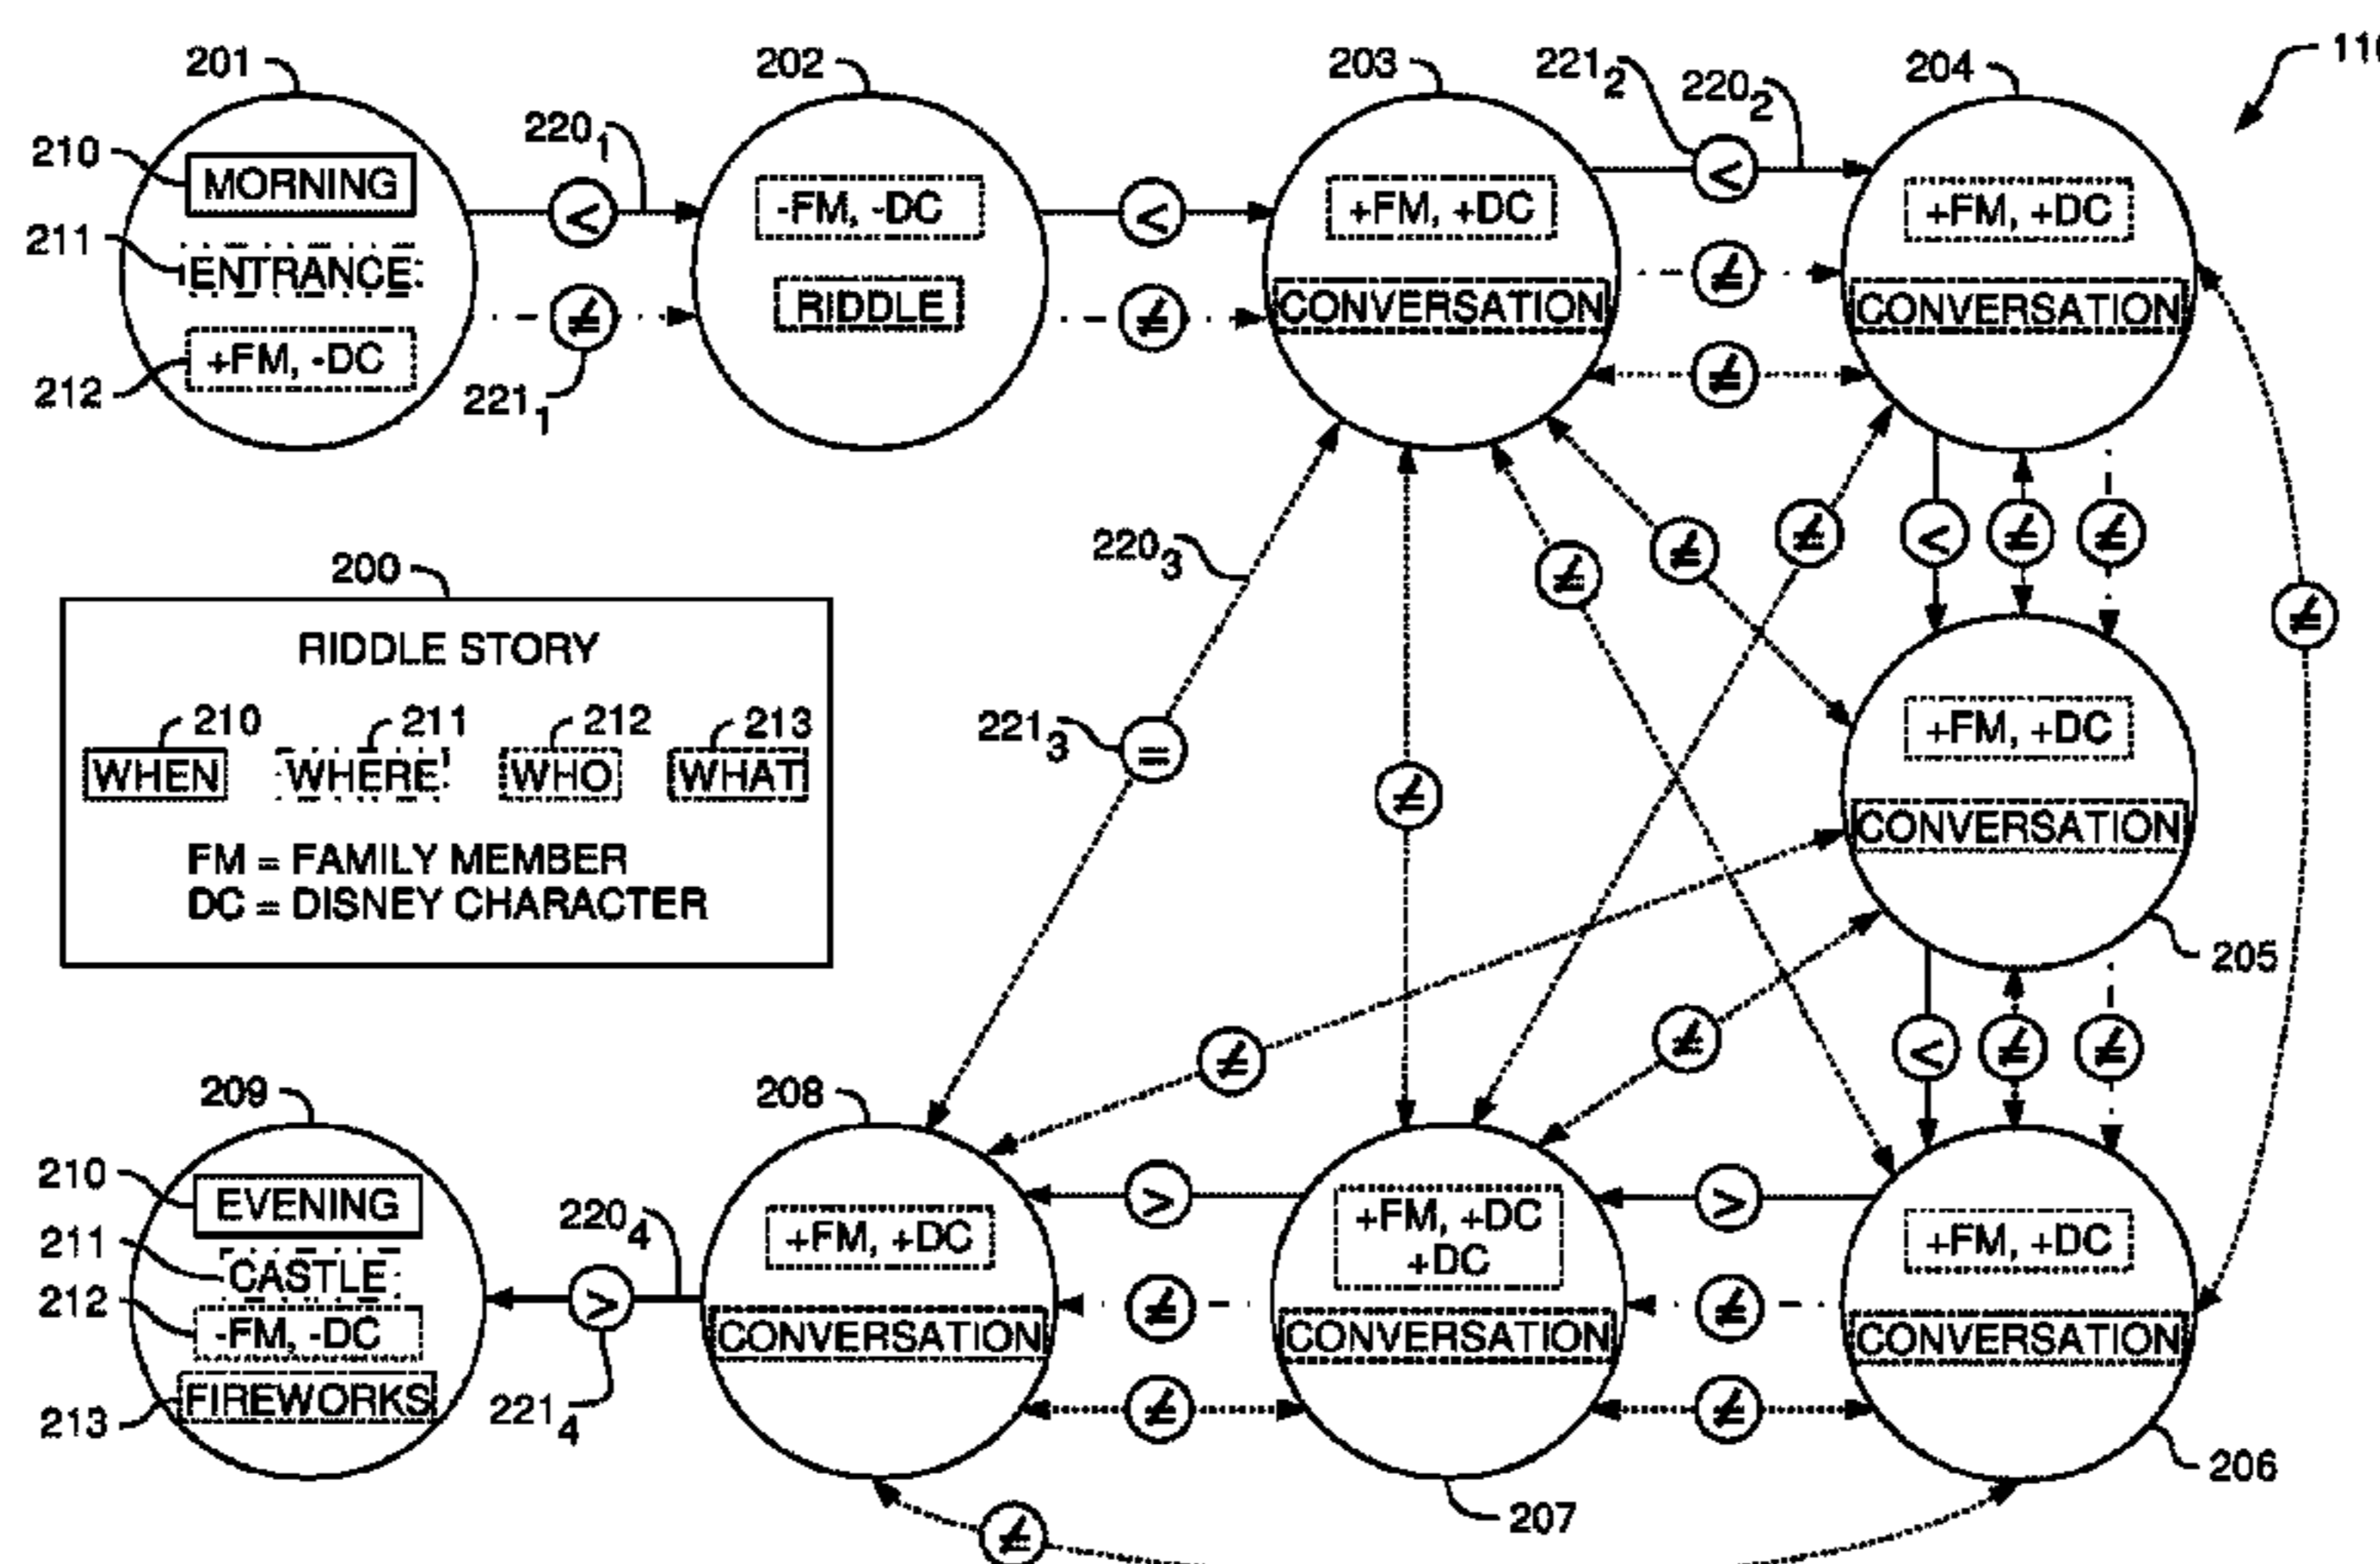 201
202
203
221 2
220 2
204
210
MORNING
211
ENTRANCE
212
+FM, -DC
<
220 1
≠
221 1
-FM, -DC
RIDDLE
<
≠
+FM, +DC
CONVERSATION
<
≠
≠
+FM, +DC
CONVERSATION
220 3
≠
≠
≠
<
≠
≠
≠
200
RIDDLE STORY
210
211
212
213
WHEN
WHERE
WHO
WHAT
FM = FAMILY MEMBER
DC = DISNEY CHARACTER
221 3
=
≠
+FM, +DC
CONVERSATION
205
≠
≠
<
≠
≠
209
208
210
EVENING
211
CASTLE
212
-FM, -DC
213
FIREWORKS
220 4
>
221 4
+FM, +DC
CONVERSATION
>
≠
≠
+FM, +DC
+DC
CONVERSATION
>
≠
≠
+FM, +DC
CONVERSATION
206
207
≠